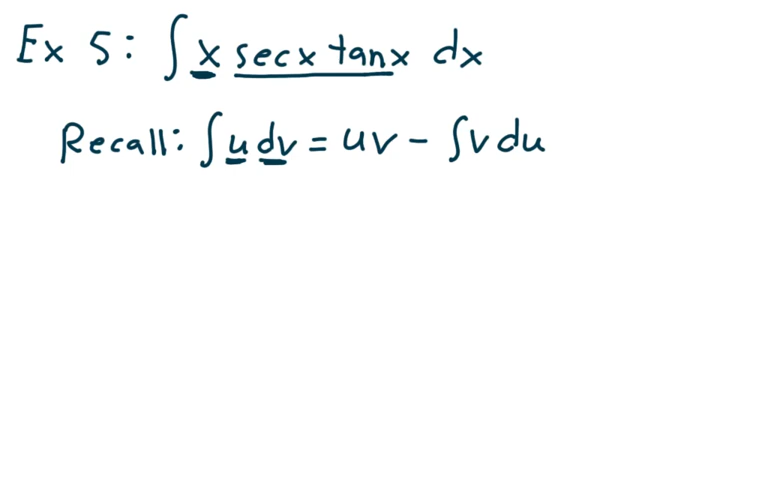 Ex 5: ∫ x secx tanx dx
Recall: ∫ u dv = uv - ∫ v du